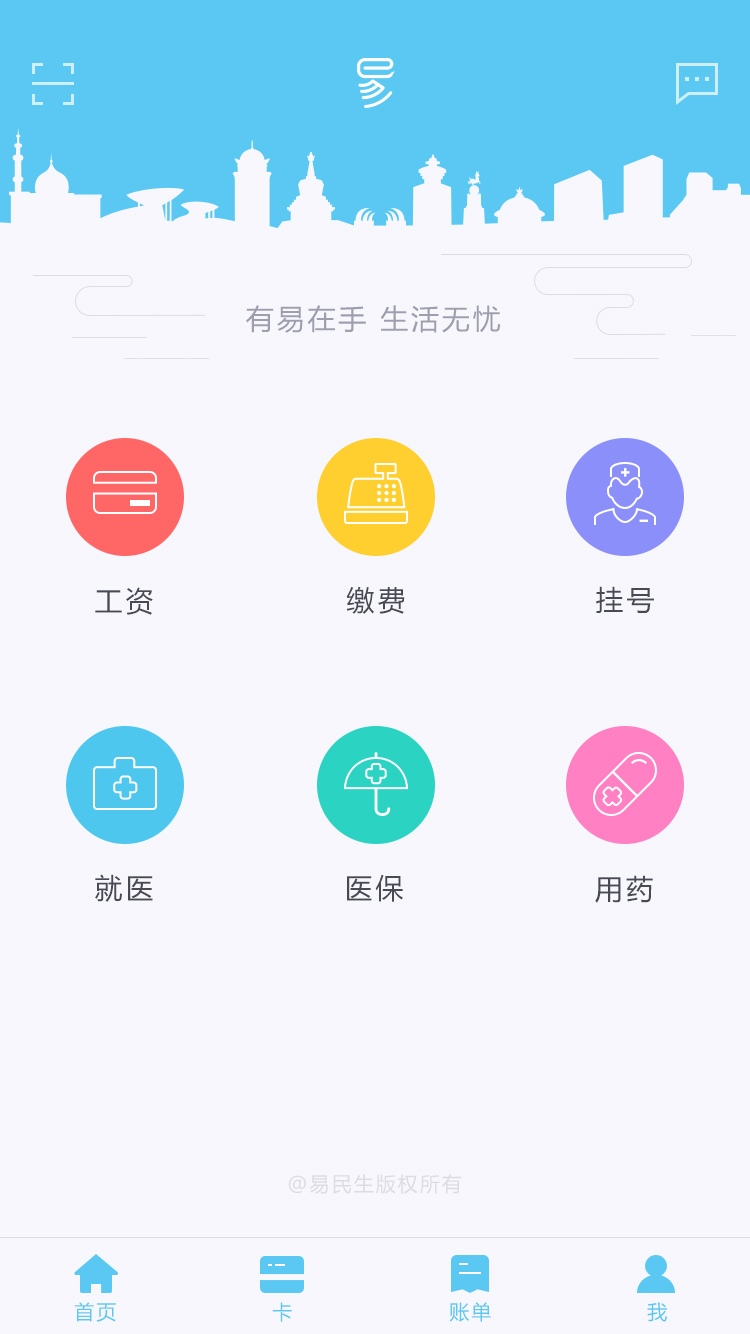 易
有易在手 生活无忧
工资
缴费
挂号
就医
医保
用药
@易民生版权所有
首页
卡
账单
我